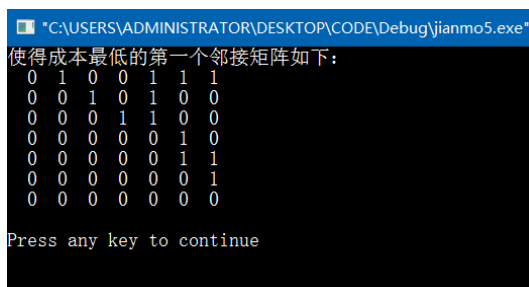 "C:\USERS\ADMINISTRATOR\DESKTOP\CODE\Debug\jianmo5.exe"
使得成本最低的第一个邻接矩阵如下:
0 1 0 0 1 1 1
0 0 1 0 1 0 0
0 0 0 1 1 0 0
0 0 0 0 0 1 0
0 0 0 0 0 1 1
0 0 0 0 0 0 1
0 0 0 0 0 0 0
Press any key to continue